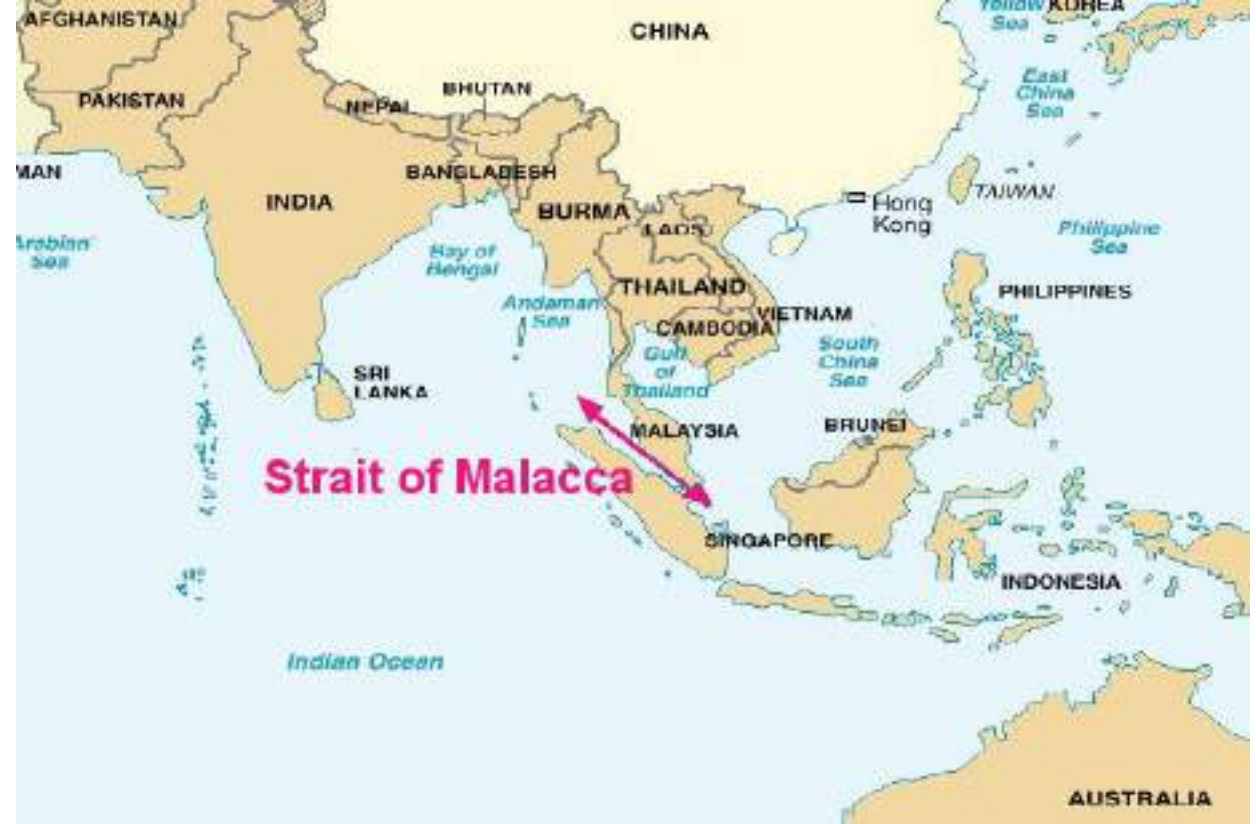 AFGHANISTAN
CHINA
Yellow
Sea
KOREA
East
China
Sea
PAKISTAN
NEPAL
BHUTAN
MAN
BANGLADESH
INDIA
BURMA
LAOS
Hong
Kong
TAIWAN
Arabian
Sea
Bay of
Bengal
Philippine
Sea
THAILAND
Andaman
Sea
VIETNAM
CAMBODIA
PHILIPPINES
Gulf
of
Thailand
South
China
Sea
SRI
LANKA
MALAYSIA
BRUNEI
Strait of Malacca
SINGAPORE
INDONESIA
Indian Ocean
AUSTRALIA